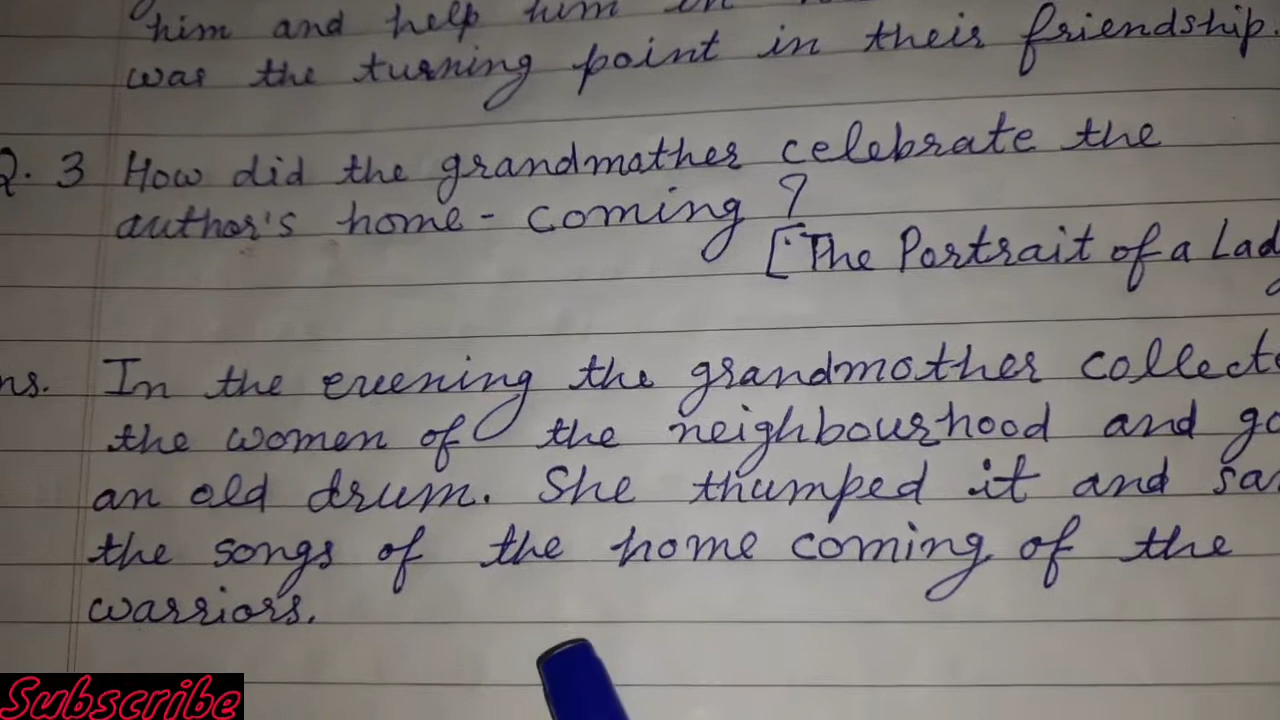 him and help him in
was the turning point in their friendship.
Q. 3 How did the grandmother celebrate the
author's home-coming ?
[The Portrait of a Lad
ns. In the evening the grandmother collect
the women of the neighbourhood and
an old drum. She thumped it and
the songs of the home coming of the
warriors.
Subscribe